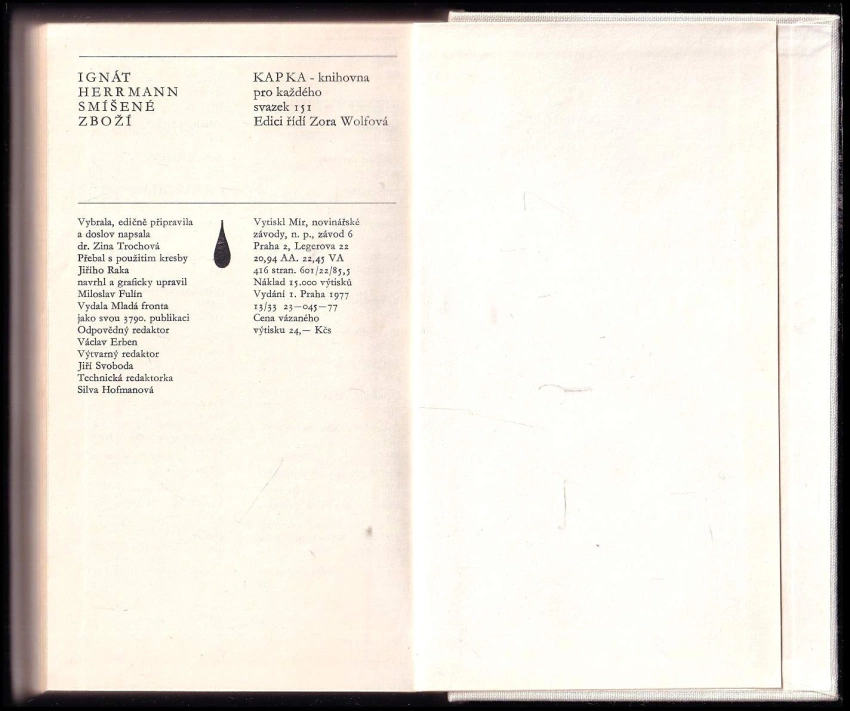 IGNÁT
HERRMANN
SMÍŠENÉ
ZBOŽÍ
KAPKA - knihovna
pro každého
svazek 151
Edici řídí Zora Wolfová
Vybrala, edičně připravila
a doslov napsala
dr. Zina Trochová
Přebal s použitím kresby
Jiřího Raka
navrhl a graficky upravil
Miloslav Fulín
Vydala Mladá fronta
jako svou 3790. publikaci
Odpovědný redaktor
Václav Erben
Výtvarný redaktor
Jiří Svoboda
Technická redaktorka
Silva Hofmanová
Vytiskl Mír, novinářské
závody, n. p., závod 6
Praha 2, Legerova 22
20,94 AA. 22,45 VA
416 stran. 601/22/85,5
Náklad 15.000 výtisků
Vydání 1. Praha 1977
13/33 23—045—77
Cena vázaného
výtisku 24,— Kčs